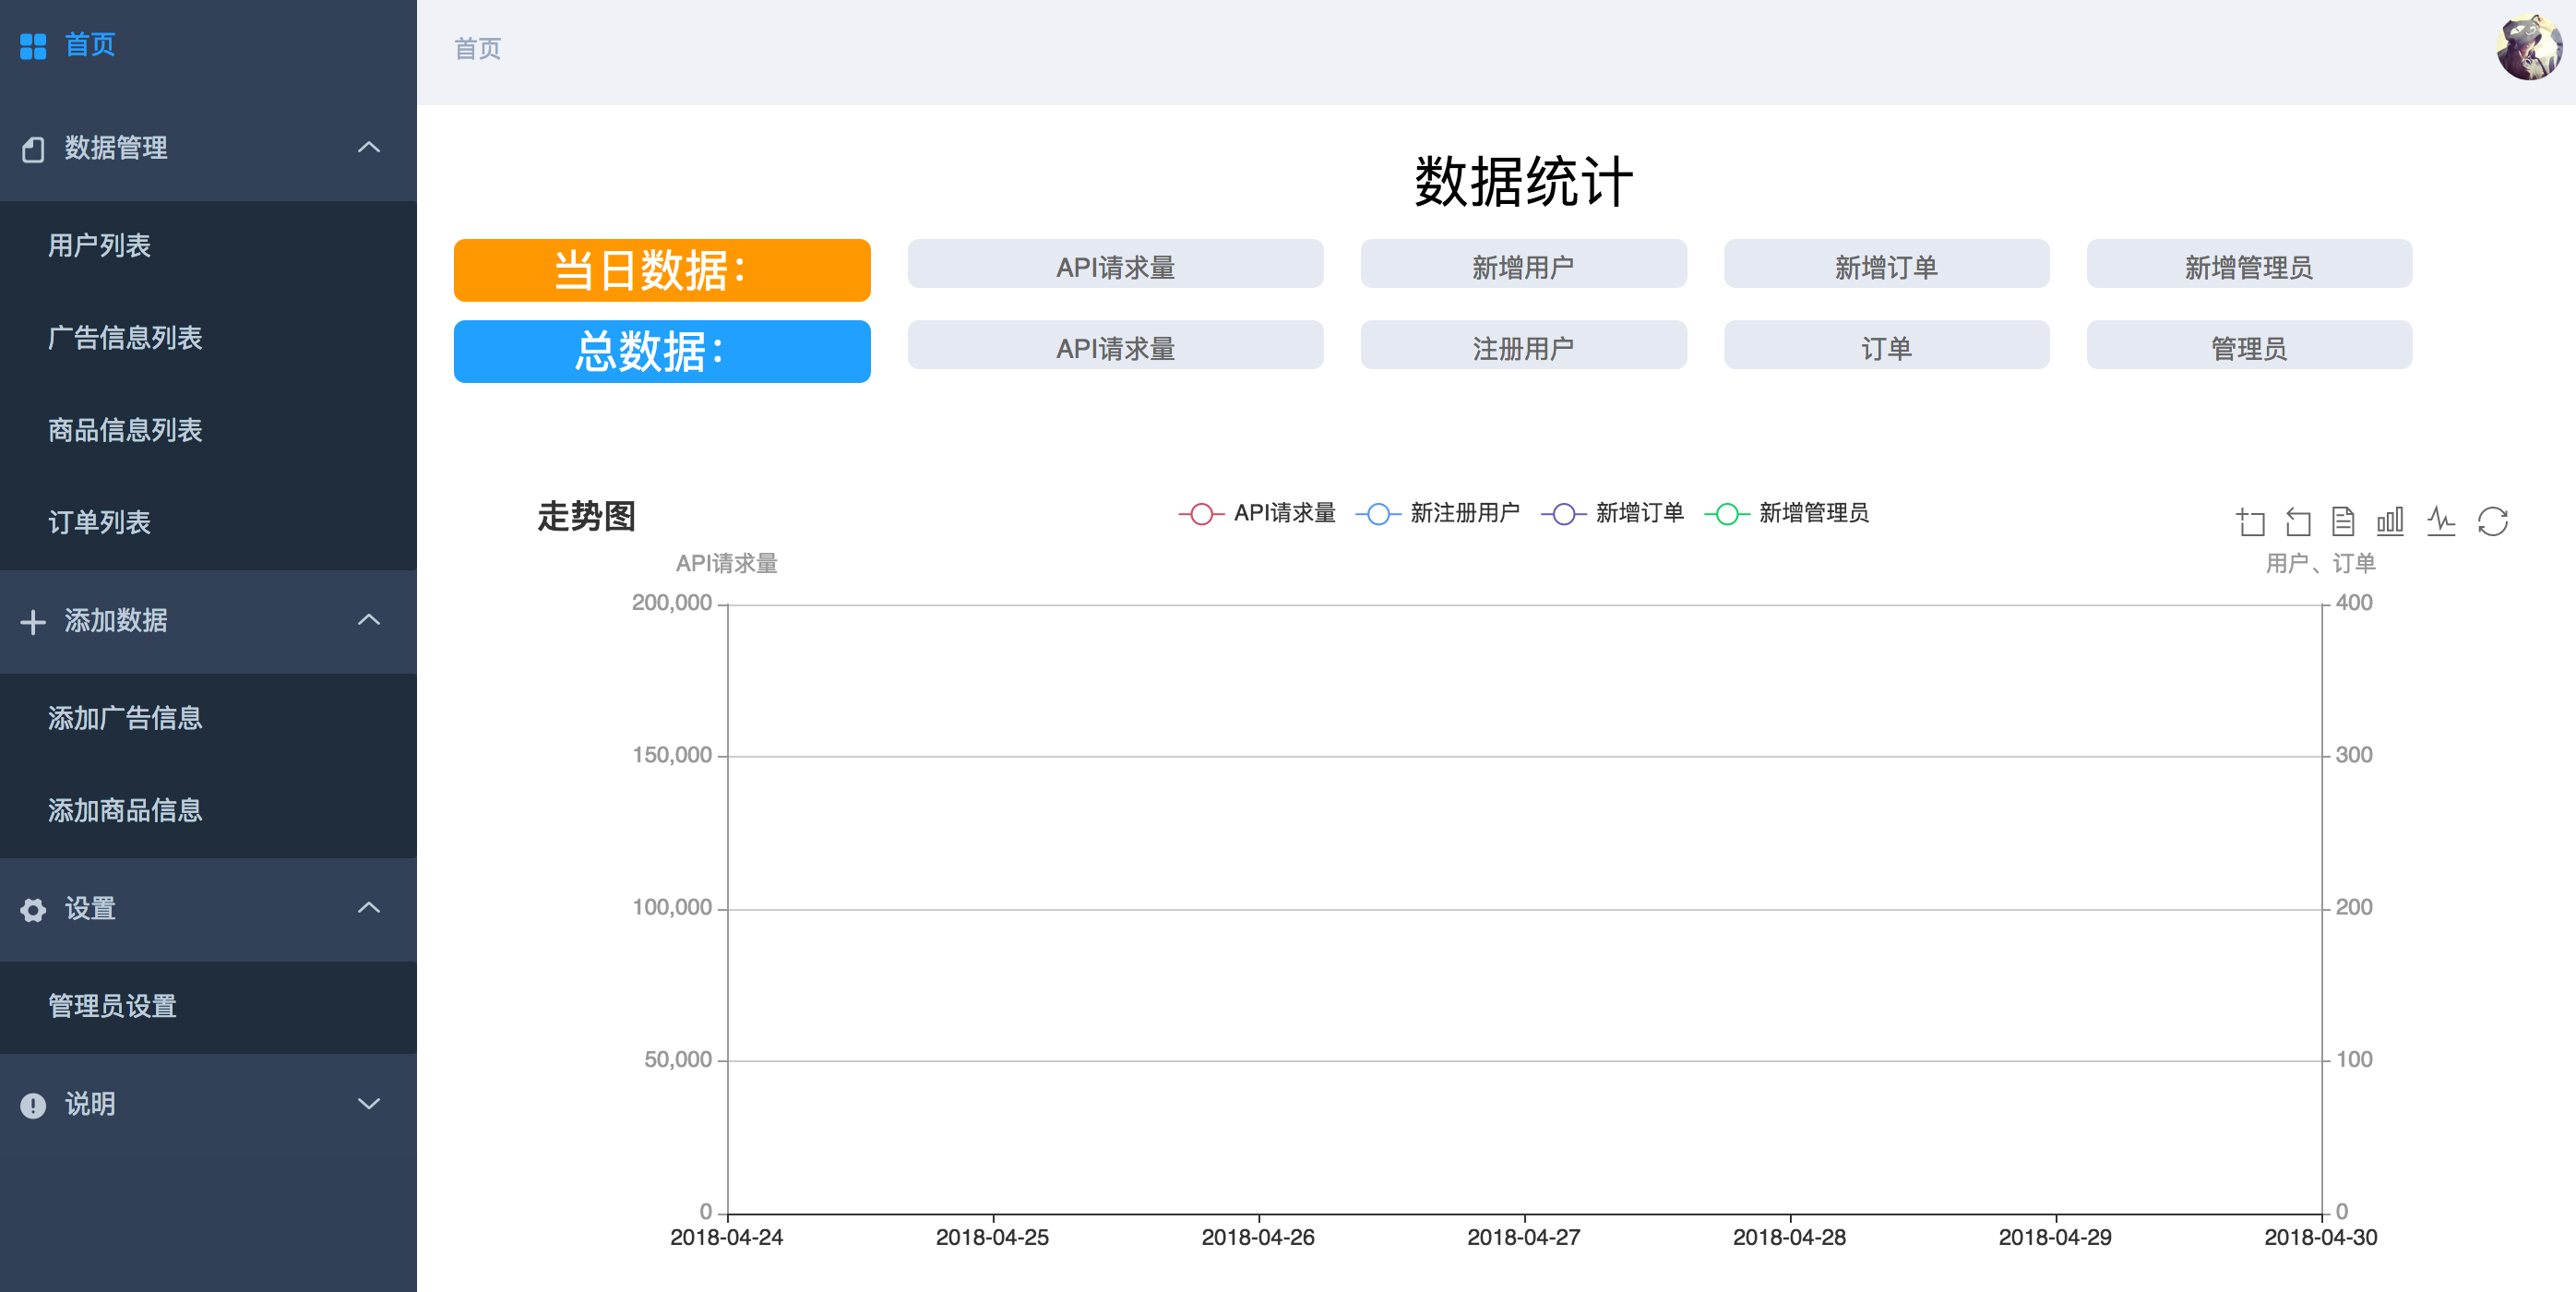 首页
数据管理
用户列表
广告信息列表
商品信息列表
订单列表
添加数据
添加广告信息
添加商品信息
设置
管理员设置
说明
首页
数据统计
当日数据： API请求量 新增用户 新增订单 新增管理员
总数据： API请求量 注册用户 订单 管理员
走势图 API请求量 新注册用户 新增订单 新增管理员
API请求量 用户、订单
200,000 400
150,000 300
100,000 200
50,000 100
0 0
2018-04-24 2018-04-25 2018-04-26 2018-04-27 2018-04-28 2018-04-29 2018-04-30